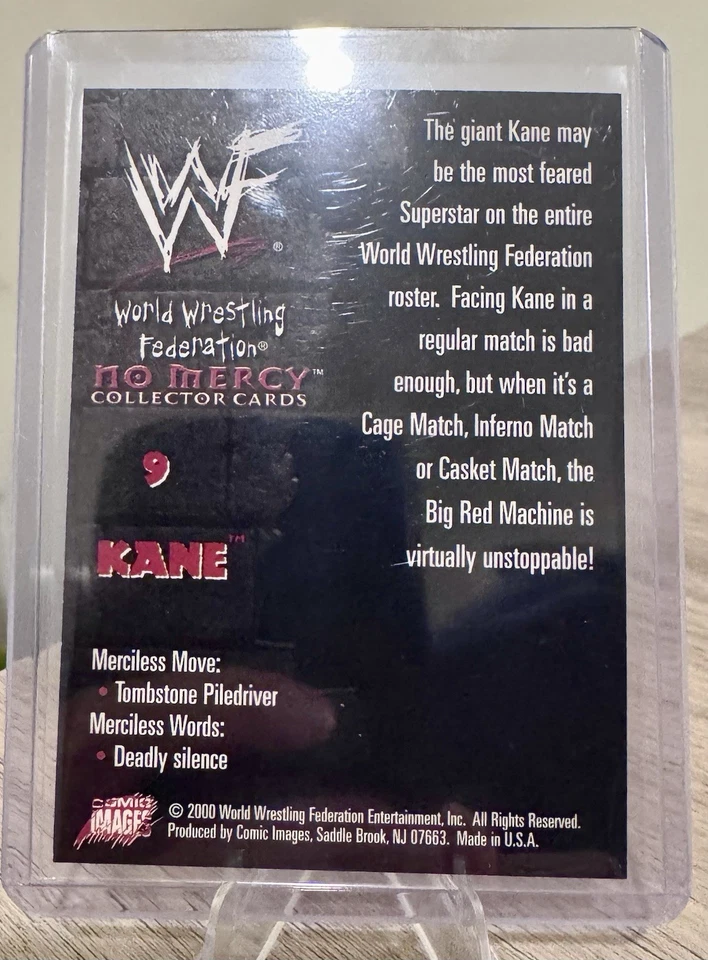 WF
®
World Wrestling
Federation®
NO MERCY™
COLLECTOR CARDS
9
KANE™
The giant Kane may
be the most feared
Superstar on the entire
World Wrestling Federation
roster. Facing Kane in a
regular match is bad
enough, but when it's a
Cage Match, Inferno Match
or Casket Match, the
Big Red Machine is
virtually unstoppable!
Merciless Move:
• Tombstone Piledriver
Merciless Words:
• Deadly silence
COMIC
IMAGES
© 2000 World Wrestling Federation Entertainment, Inc. All Rights Reserved.
Produced by Comic Images, Saddle Brook, NJ 07663. Made in U.S.A.